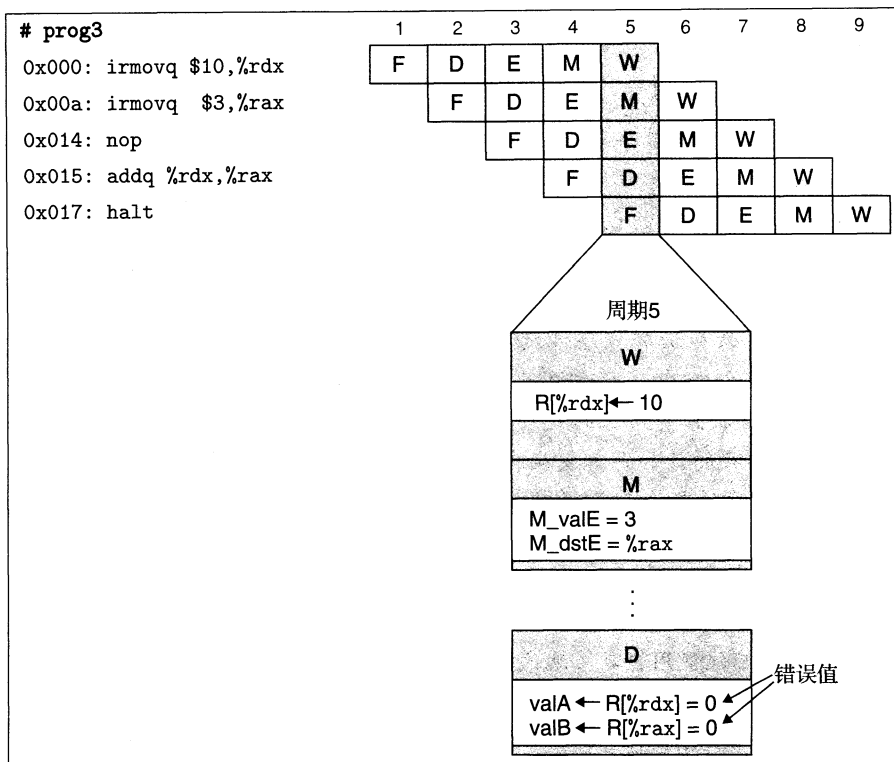 # prog3
1 2 3 4 5 6 7 8 9
0x000: irmovq $10,%rdx F D E M W
0x00a: irmovq $3,%rax F D E M W
0x014: nop F D E M W
0x015: addq %rdx,%rax F D E M W
0x017: halt F D E M W
周期5
W
R[%rdx]← 10
M
M_valE = 3
M_dstE = %rax
D
错误值
valA ← R[%rdx] = 0
valB ← R[%rax] = 0